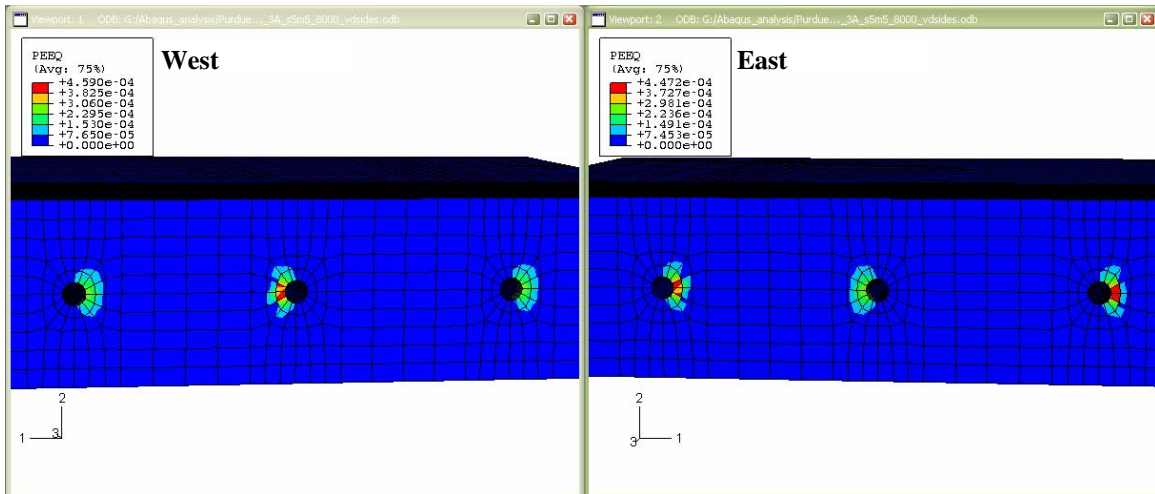 Viewport: 1 ODB: G:/Abaqus_analysis/Purdue..._3A_s5m5_8000_vdsides.odb
PEEQ
(Avg: 75%)
+4.590e-04
+3.825e-04
+3.060e-04
+2.295e-04
+1.530e-04
+7.650e-05
+0.000e+00
West
2
1
3
Viewport: 2 ODB: G:/Abaqus_analysis/Purdue..._3A_s5m5_8000_vdsides.odb
PEEQ
(Avg: 75%)
+4.472e-04
+3.727e-04
+2.981e-04
+2.236e-04
+1.491e-04
+7.453e-05
+0.000e+00
East
2
3
1